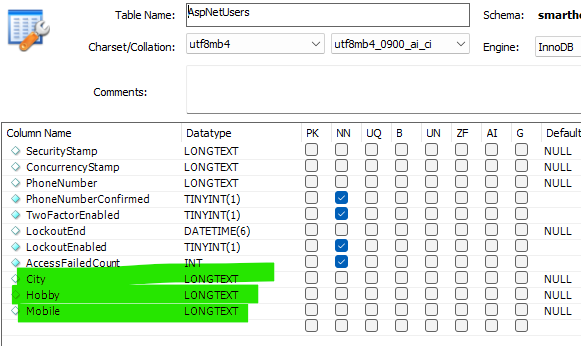 Table Name: AspNetUsers Schema: smarthe
Charset/Collation: utf8mb4 utf8mb4_0900_ai_ci Engine: InnoDB
Comments:
Column Name Datatype PK NN UQ B UN ZF AI G Default
SecurityStamp LONGTEXT NULL
ConcurrencyStamp LONGTEXT NULL
PhoneNumber LONGTEXT NULL
PhoneNumberConfirmed TINYINT(1)
TwoFactorEnabled TINYINT(1)
LockoutEnd DATETIME(6) NULL
LockoutEnabled TINYINT(1)
AccessFailedCount INT
City LONGTEXT NULL
Hobby LONGTEXT NULL
Mobile LONGTEXT NULL